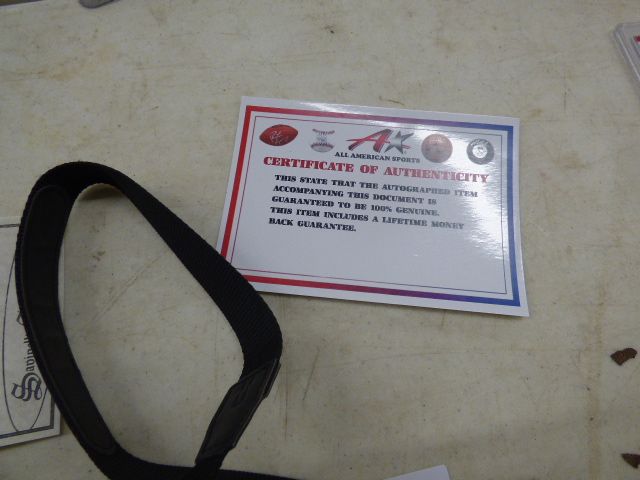 ALL AMERICAN SPORTS
CERTIFICATE OF AUTHENTICITY
THIS STATE THAT THE AUTOGRAPHED ITEM
ACCOMPANYING THIS DOCUMENT IS
GUARANTEED TO BE 100% GENUINE.
THIS ITEM INCLUDES A LIFETIME MONEY
BACK GUARANTEE.